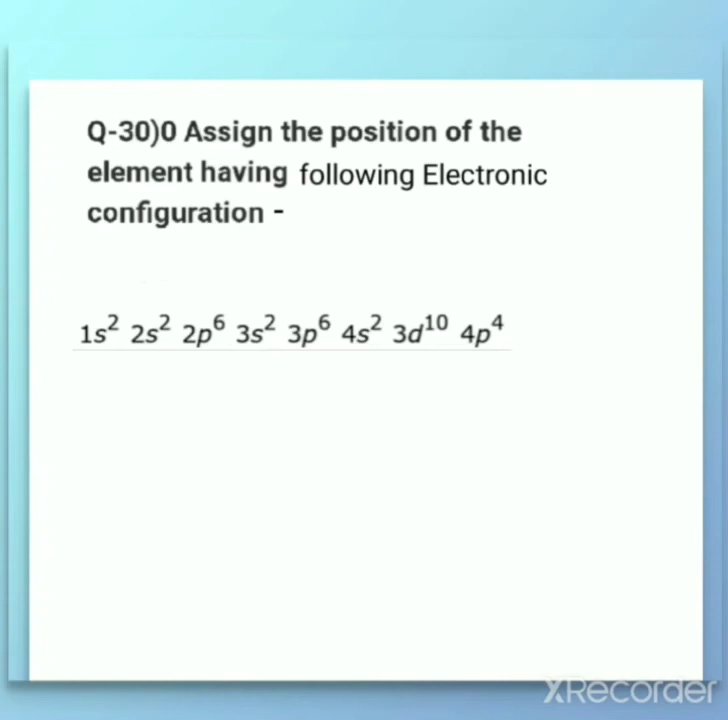 Q-30)0 Assign the position of the
element having following Electronic
configuration -
1s² 2s² 2p⁶ 3s² 3p⁶ 4s² 3d¹⁰ 4p⁴
XRecorder